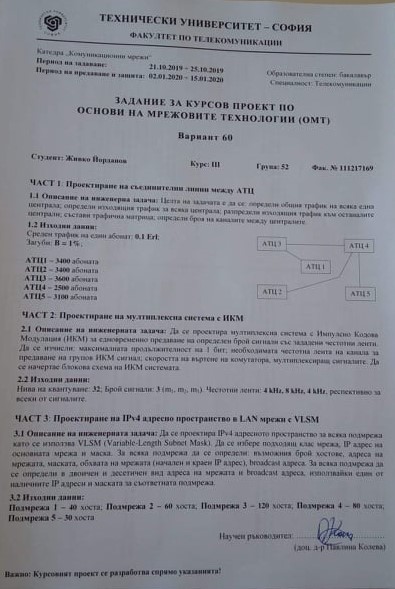 ТЕХНИЧЕСКИ УНИВЕРСИТЕТ – СОФИЯ
ФАКУЛТЕТ ПО ТЕЛЕКОМУНИКАЦИИ
Катедра „Комуникационни мрежи“
Период на задаване: 21.10.2019 – 25.10.2019
Период на предаване и защита: 02.01.2020 – 15.01.2020
Образователна степен: бакалавър
Специалност: Телекомуникации
ЗАДАНИЕ ЗА КУРСОВ ПРОЕКТ ПО
ОСНОВИ НА МРЕЖОВИТЕ ТЕХНОЛОГИИ (ОМТ)
Вариант 60
Студент: Живко Йорданов Курс: III Група: 52 Фак. № 111217169
ЧАСТ 1: Проектиране на съединителни линии между АТЦ
1.1 Описание на инженерната задача: Целта на задачата е да се: определи общия трафик на всяка една
централа; определи изходящия трафик за всяка централа; разпредели изходящия трафик към останалите
централи; състави трафична матрица; определи броя на каналите между централите.
1.2 Изходни данни:
Среден трафик на един абонат: 0.1 Erl;
Загуби: B = 1%.
АТЦ1 – 3400 абоната
АТЦ2 – 3400 абоната
АТЦ3 – 3600 абоната
АТЦ4 – 2500 абоната
АТЦ5 – 3100 абоната
АТЦ 3
АТЦ 4
АТЦ 1
АТЦ 2
АТЦ 5
ЧАСТ 2: Проектиране на мултиплексна система с ИКМ
2.1 Описание на инженерната задача: Да се проектира мултиплексна система с Импулсно Кодова
Модулация (ИКМ) за едновременно предаване на определен брой сигнали със зададени честотни ленти.
Да се изчисли: максималната продължителност на 1 бит; необходимата честотна лента на канала за
предаване на групов ИКМ сигнал; скоростта на въртене на комутатора, мултиплексиращ сигналите. Да
се начертае блокова схема на ИКМ системата.
2.2 Изходни данни:
Нива на квантуване: 32; Брой сигнали: 3 (m₁, m₂, m₃). Честотни ленти: 4 kHz, 8 kHz, 4 kHz, респективно за
всеки от сигналите.
ЧАСТ 3: Проектиране на IPv4 адресно пространство в LAN мрежи с VLSM
3.1 Описание на инженерната задача: Да се проектира IPv4 адресното пространство за всяка подмрежа
като се използва VLSM (Variable-Length Subnet Mask). Да се избере подходящ клас мрежа, IP адрес на
основната мрежа и маска. За всяка подмрежа да се определи: възможния брой хостове, адреса на
мрежата, маската, обхвата на мрежата (начален и краен IP адрес), broadcast адреса. За всяка подмрежа да
се определи в двоичен и десетичен вид адреса на мрежата и broadcast адреса, използвайки един от
наличните IP адреси и маската за съответната подмрежа.
3.2 Изходни данни:
Подмрежа 1 – 40 хоста; Подмрежа 2 – 60 хоста; Подмрежа 3 – 120 хоста; Подмрежа 4 – 80 хоста;
Подмрежа 5 – 30 хоста
Научен ръководител:
(доц. д-р Павлина Колева)
Важно: Курсовият проект се разработва спрямо указанията!